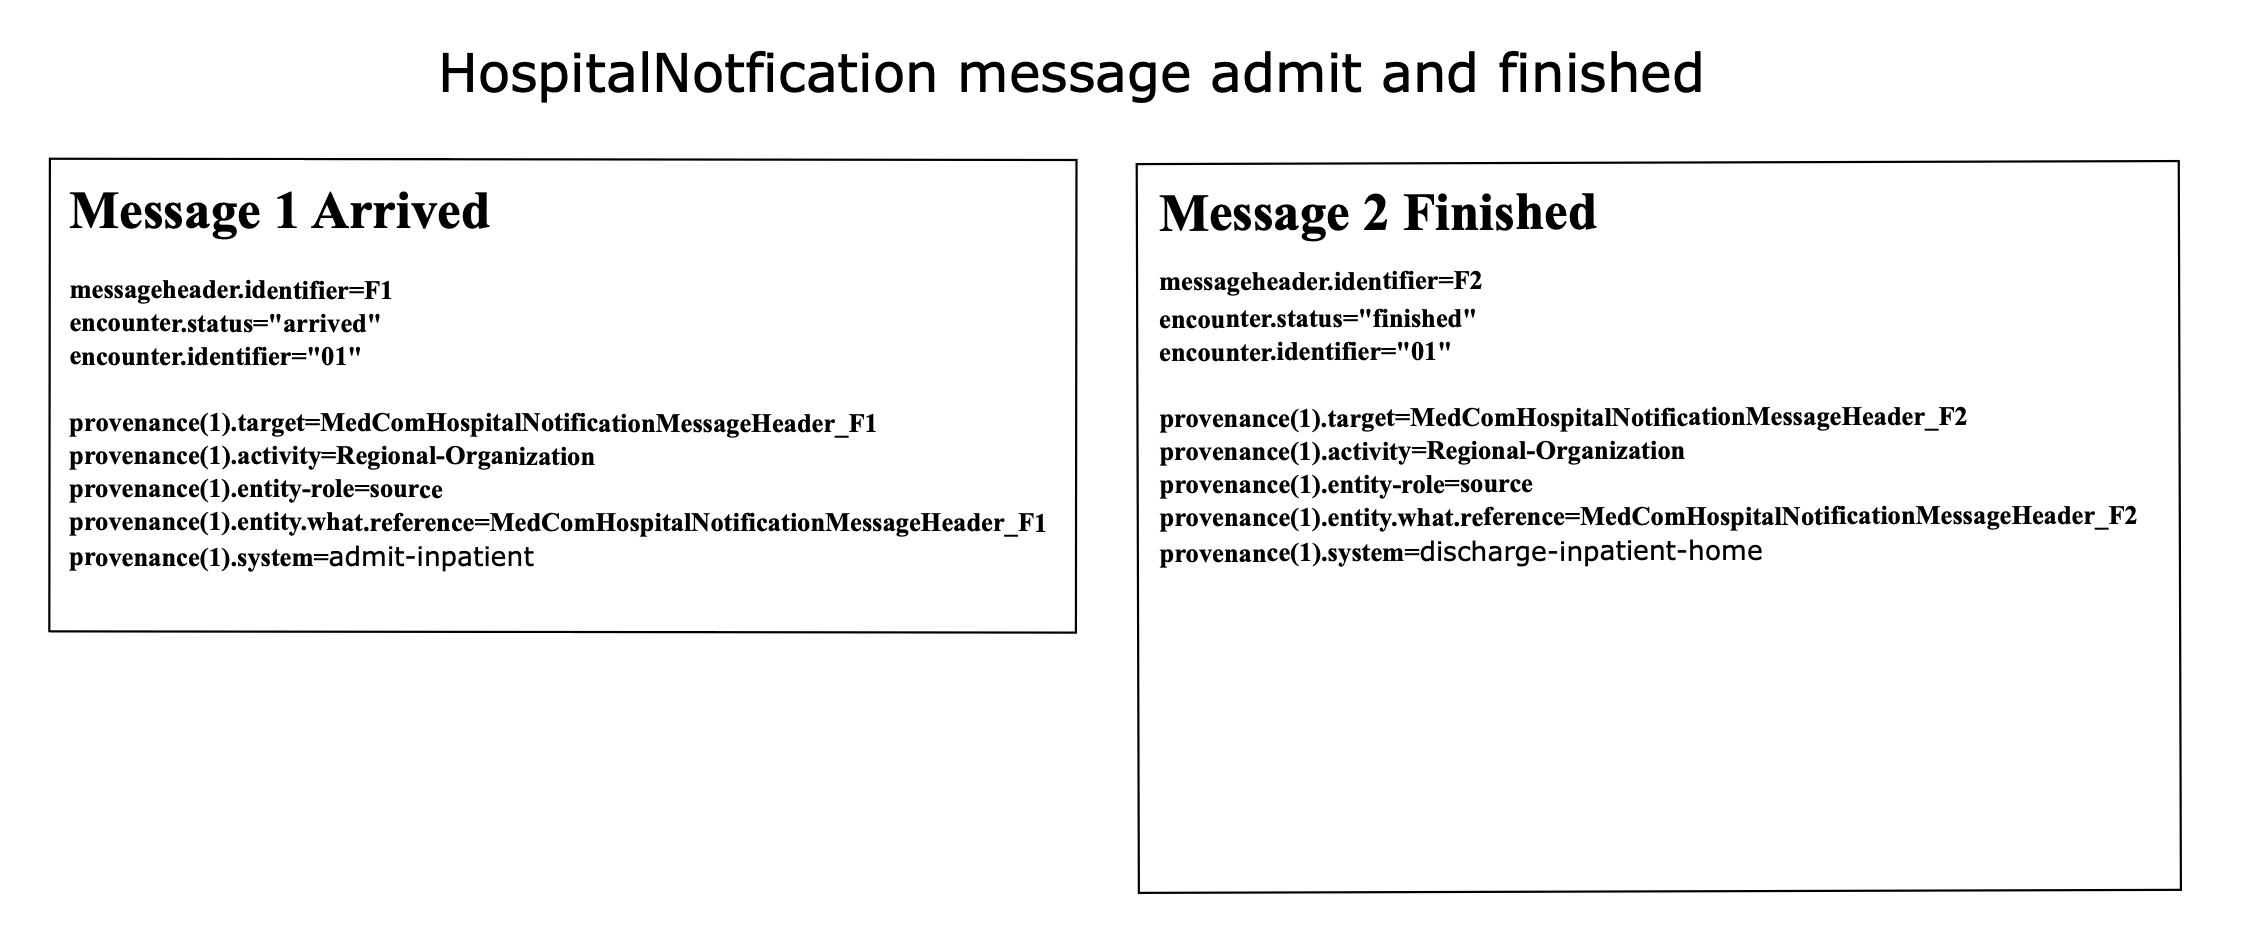 HospitalNotfication message admit and finished
Message 1 Arrived
messageheader.identifier=F1
encounter.status="arrived"
encounter.identifier="01"
provenance(1).target=MedComHospitalNotificationMessageHeader_F1
provenance(1).activity=Regional-Organization
provenance(1).entity-role=source
provenance(1).entity.what.reference=MedComHospitalNotificationMessageHeader_F1
provenance(1).system=admit-inpatient
Message 2 Finished
messageheader.identifier=F2
encounter.status="finished"
encounter.identifier="01"
provenance(1).target=MedComHospitalNotificationMessageHeader_F2
provenance(1).activity=Regional-Organization
provenance(1).entity-role=source
provenance(1).entity.what.reference=MedComHospitalNotificationMessageHeader_F2
provenance(1).system=discharge-inpatient-home